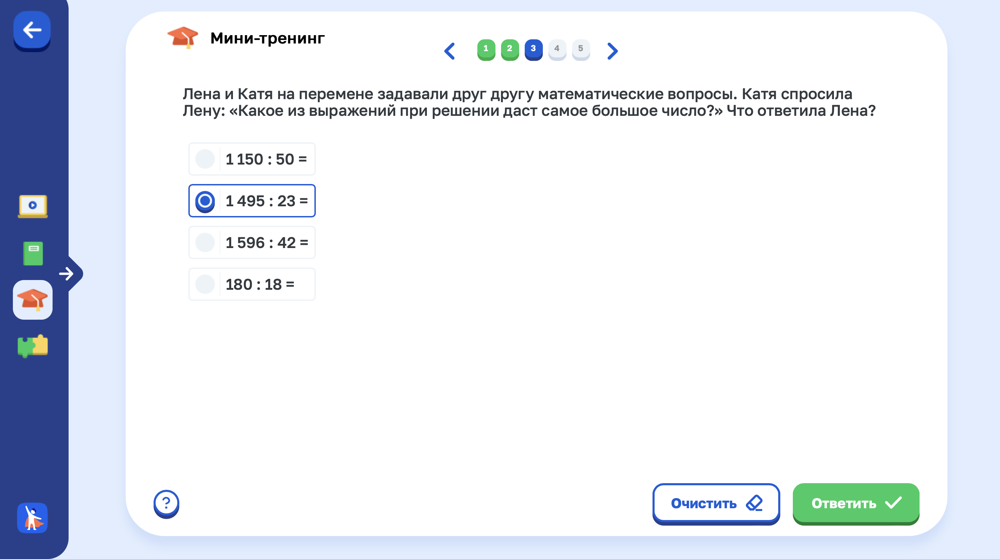 Мини-тренинг
1 2 3 4 5
Лена и Катя на перемене задавали друг другу математические вопросы. Катя спросила
Лену: «Какое из выражений при решении даст самое большое число?» Что ответила Лена?
1 150 : 50 =
1 495 : 23 =
1 596 : 42 =
180 : 18 =
?
Очистить
Ответить